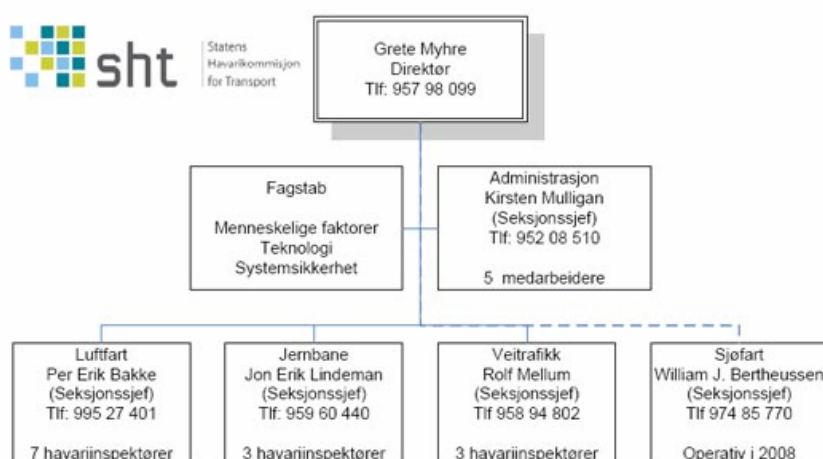 sht
Statens
Havarikommisjon
for Transport
Grete Myhre
Direktør
Tlf: 957 98 099
Fagstab
Menneskelige faktorer
Teknologi
Systemsikkerhet
Administrasjon
Kirsten Mulligan
(Seksjonssjef)
Tlf: 952 08 510
5 medarbeidere
Luftfart
Per Erik Bakke
(Seksjonssjef)
Tlf: 995 27 401
7 havariinspektører
Jernbane
Jon Erik Lindeman
(Seksjonssjef)
Tlf: 959 60 440
3 havariinspektører
Veitrafikk
Rolf Mellum
(Seksjonssjef)
Tlf 958 94 802
3 havariinspektører
Sjøfart
William J. Bertheussen
(Seksjonssjef)
Tlf 974 85 770
Operativ i 2008